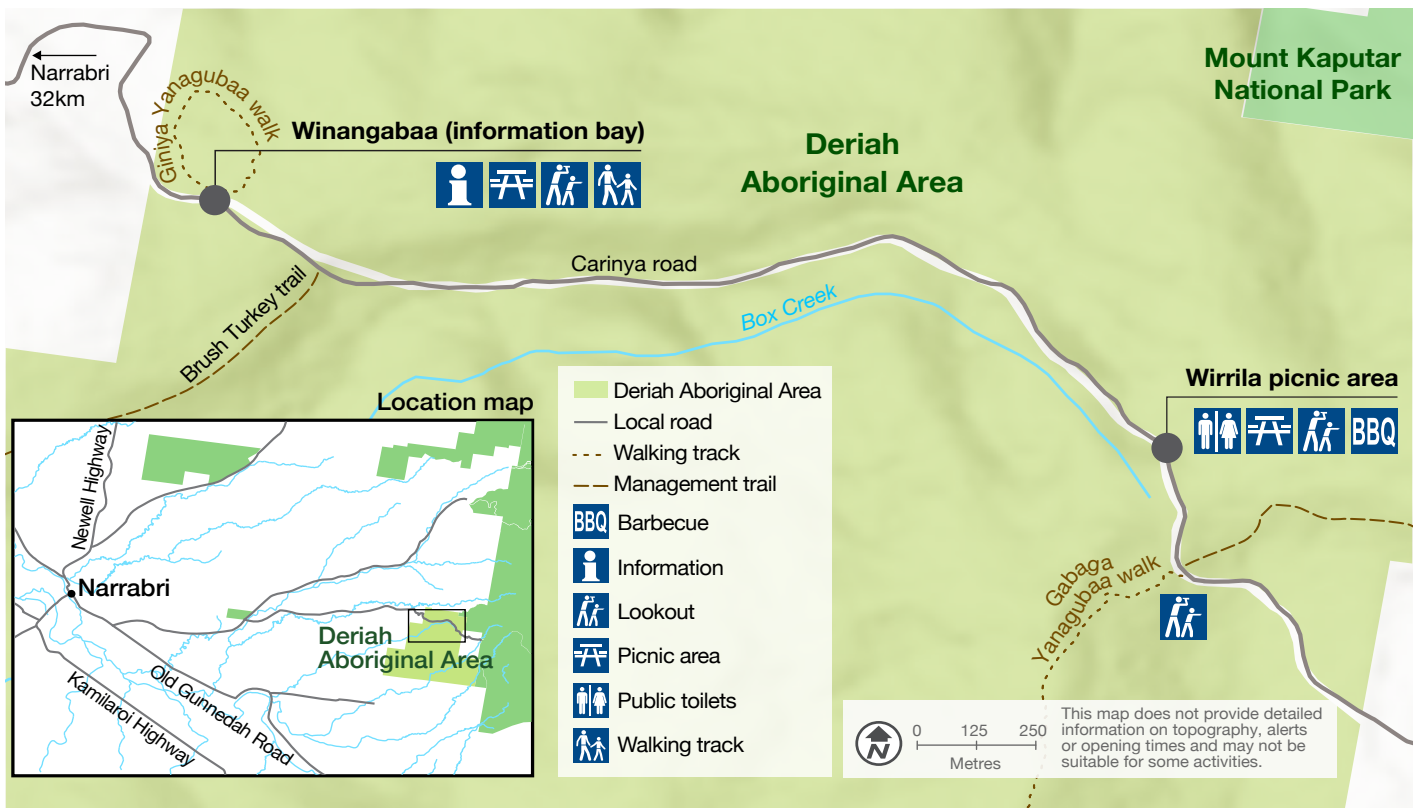 Narrabri
32km
Giniya Yanagubaa walk
Winangabaa (information bay)
Deriah
Aboriginal Area
Mount Kaputar
National Park
Carinya road
Brush Turkey trail
Box Creek
Wirrila picnic area
BBQ
Gabaga
Yanagubaa walk
Location map
Newell Highway
Narrabri
Deriah
Aboriginal Area
Old Gunnedah Road
Kamilaroi Highway
Deriah Aboriginal Area
Local road
Walking track
Management trail
BBQ Barbecue
Information
Lookout
Picnic area
Public toilets
Walking track
N
0 125 250
Metres
This map does not provide detailed
information on topography, alerts
or opening times and may not be
suitable for some activities.